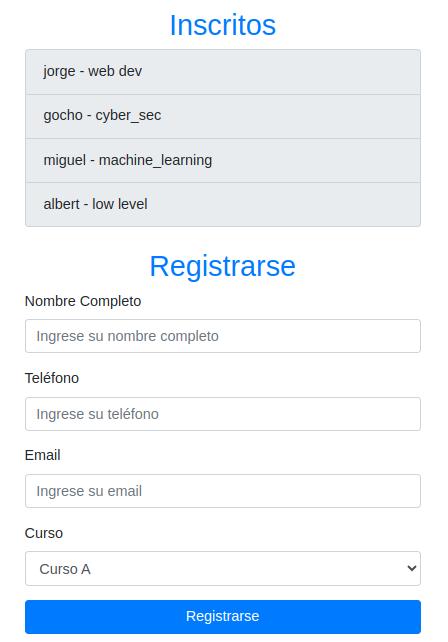 Inscritos
jorge - web dev
gocho - cyber_sec
miguel - machine_learning
albert - low level
Registrarse
Nombre Completo
Ingrese su nombre completo
Teléfono
Ingrese su teléfono
Email
Ingrese su email
Curso
Curso A
Registrarse